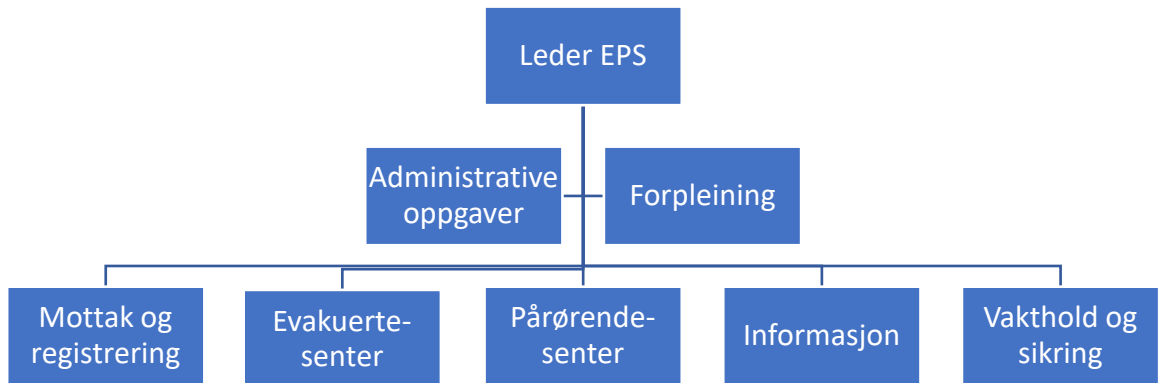 Leder EPS
Administrative
oppgaver
Forpleining
Mottak og
registrering
Evakuerte-
senter
Pårørende-
senter
Informasjon
Vakthold og
sikring